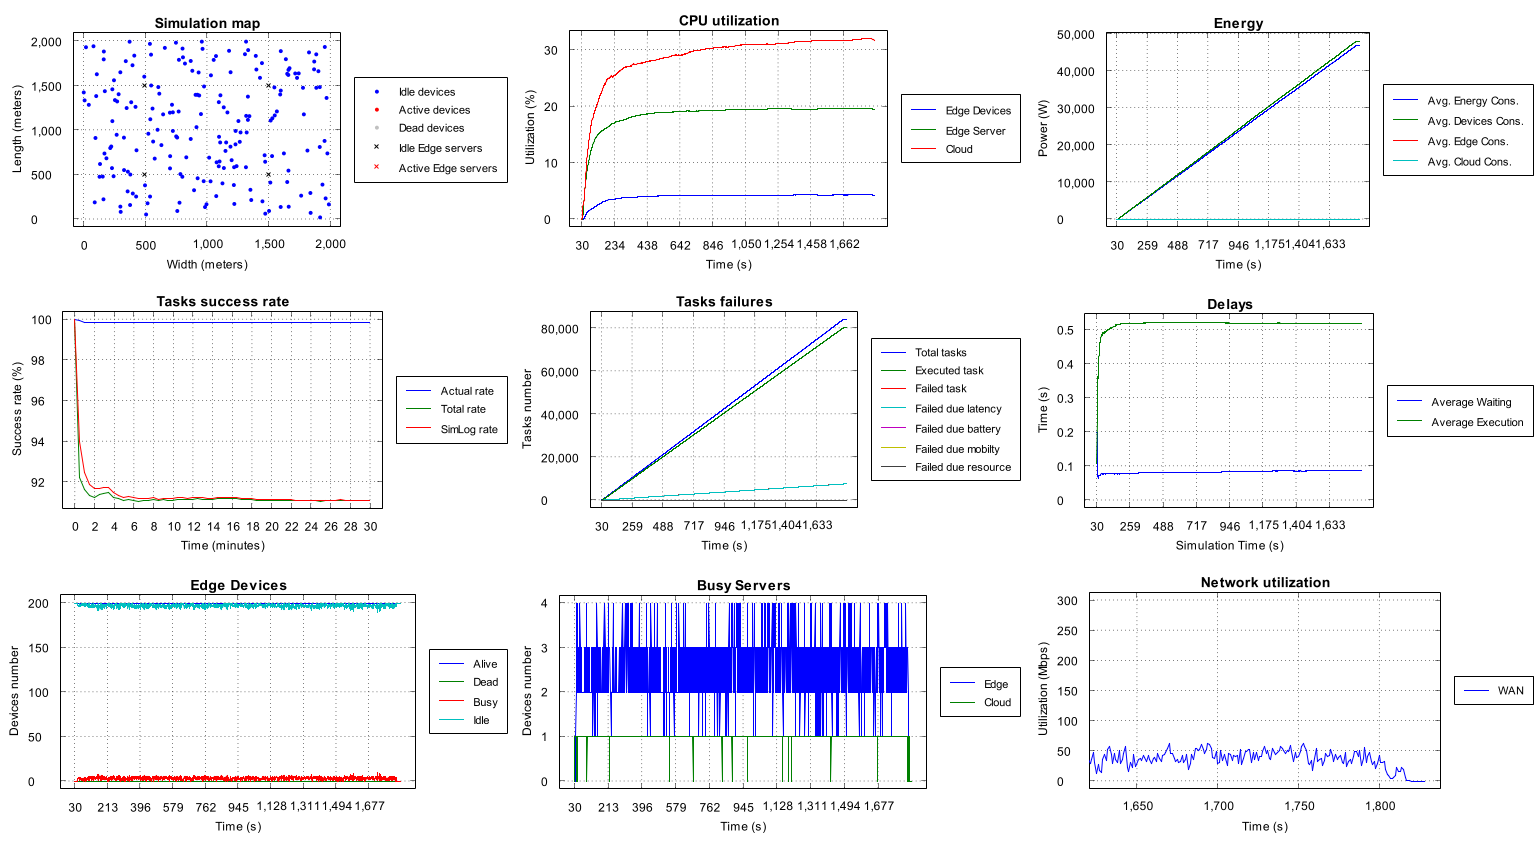 Simulation map
Length (meters)
2,000
1,500
1,000
500
0
0 500 1,000 1,500 2,000
Width (meters)
Idle devices
Active devices
Dead devices
Idle Edge servers
Active Edge servers
CPU utilization
Utilization (%)
30
20
10
0
30 234 438 642 846 1,050 1,254 1,458 1,662
Time (s)
Edge Devices
Edge Server
Cloud
Energy
Power (W)
50,000
40,000
30,000
20,000
10,000
0
30 259 488 717 946 1,175 1,404 1,633
Time (s)
Avg. Energy Cons.
Avg. Devices Cons.
Avg. Edge Cons.
Avg. Cloud Cons.
Tasks success rate
Success rate (%)
100
98
96
94
92
0 2 4 6 8 10 12 14 16 18 20 22 24 26 28 30
Time (minutes)
Actual rate
Total rate
SimLog rate
Tasks failures
Tasks number
80,000
60,000
40,000
20,000
0
30 259 488 717 946 1,175 1,404 1,633
Time (s)
Total tasks
Executed task
Failed task
Failed due latency
Failed due battery
Failed due mobilty
Failed due resource
Delays
Time (s)
0.5
0.4
0.3
0.2
0.1
0
30 259 488 717 946 1,175 1,404 1,633
Simulation Time (s)
Average Waiting
Average Execution
Edge Devices
Devices number
200
150
100
50
0
30 213 396 579 762 945 1,128 1,311 1,494 1,677
Time (s)
Alive
Dead
Busy
Idle
Busy Servers
Devices number
4
3
2
1
0
30 213 396 579 762 945 1,128 1,311 1,494 1,677
Time (s)
Edge
Cloud
Network utilization
Utilization (Mbps)
300
250
200
150
100
50
0
1,650 1,700 1,750 1,800
Time (s)
WAN